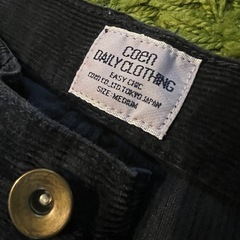 coen
DAILY CLOTHING
EASY CHIC
COEN CO.,LTD.TOKYO JAPAN
SIZE:MEDIUM